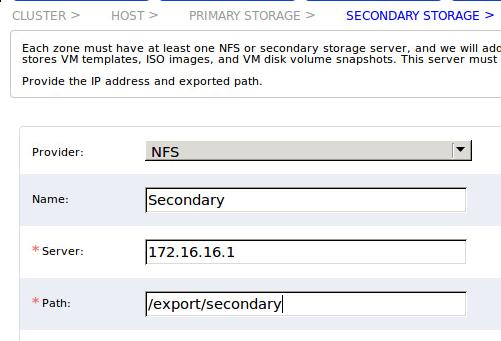 CLUSTER > HOST > PRIMARY STORAGE > SECONDARY STORAGE >
Each zone must have at least one NFS or secondary storage server, and we will add
stores VM templates, ISO images, and VM disk volume snapshots. This server must
Provide the IP address and exported path.
Provider: NFS
Name: Secondary
* Server: 172.16.16.1
* Path: /export/secondary